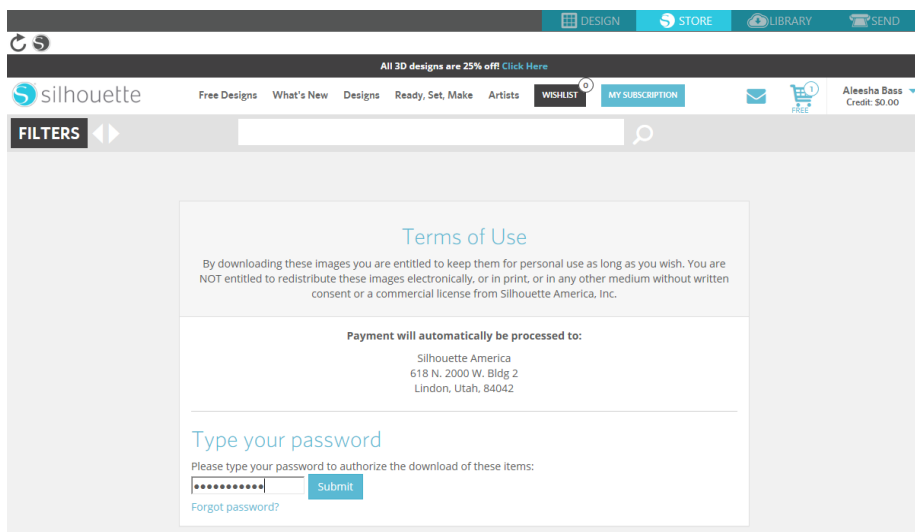 DESIGN STORE LIBRARY SEND
All 3D designs are 25% off! Click Here
silhouette Free Designs What's New Designs Ready, Set, Make Artists WISHLIST 0 MY SUBSCRIPTION 1 FREE Aleesha Bass
Credit: $0.00
FILTERS
Terms of Use
By downloading these images you are entitled to keep them for personal use as long as you wish. You are
NOT entitled to redistribute these images electronically, or in print, or in any other medium without written
consent or a commercial license from Silhouette America, Inc.
Payment will automatically be processed to:
Silhouette America
618 N. 2000 W. Bldg 2
Lindon, Utah, 84042
Type your password
Please type your password to authorize the download of these items:
Submit
Forgot password?